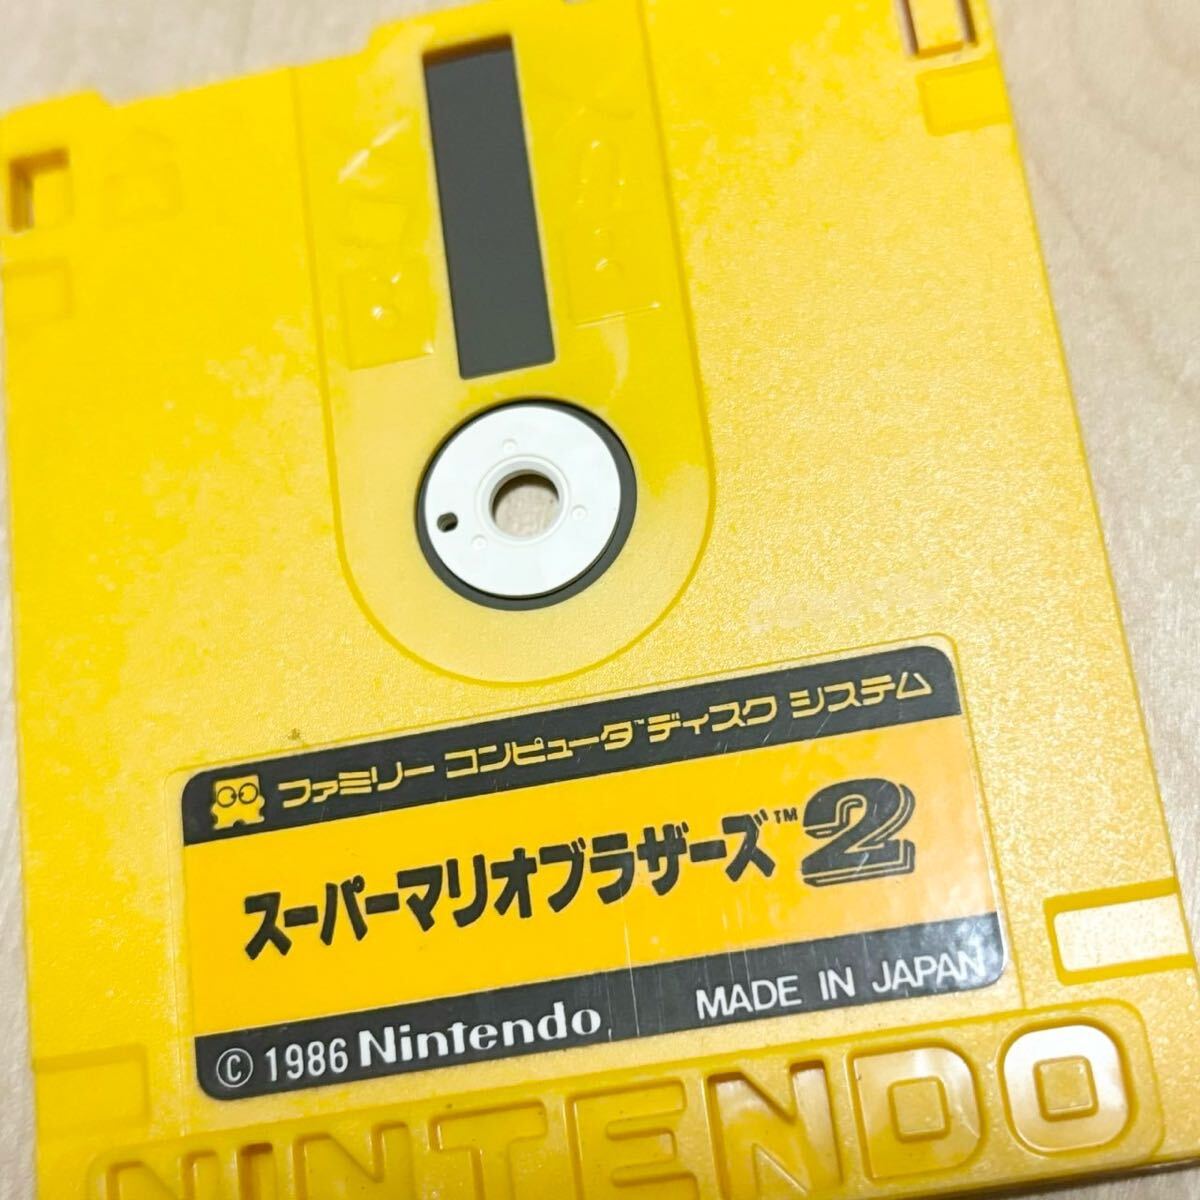 ファミリー コンピュータ™ ディスク システム
スーパーマリオブラザーズ™2
© 1986 Nintendo MADE IN JAPAN
NINTENDO